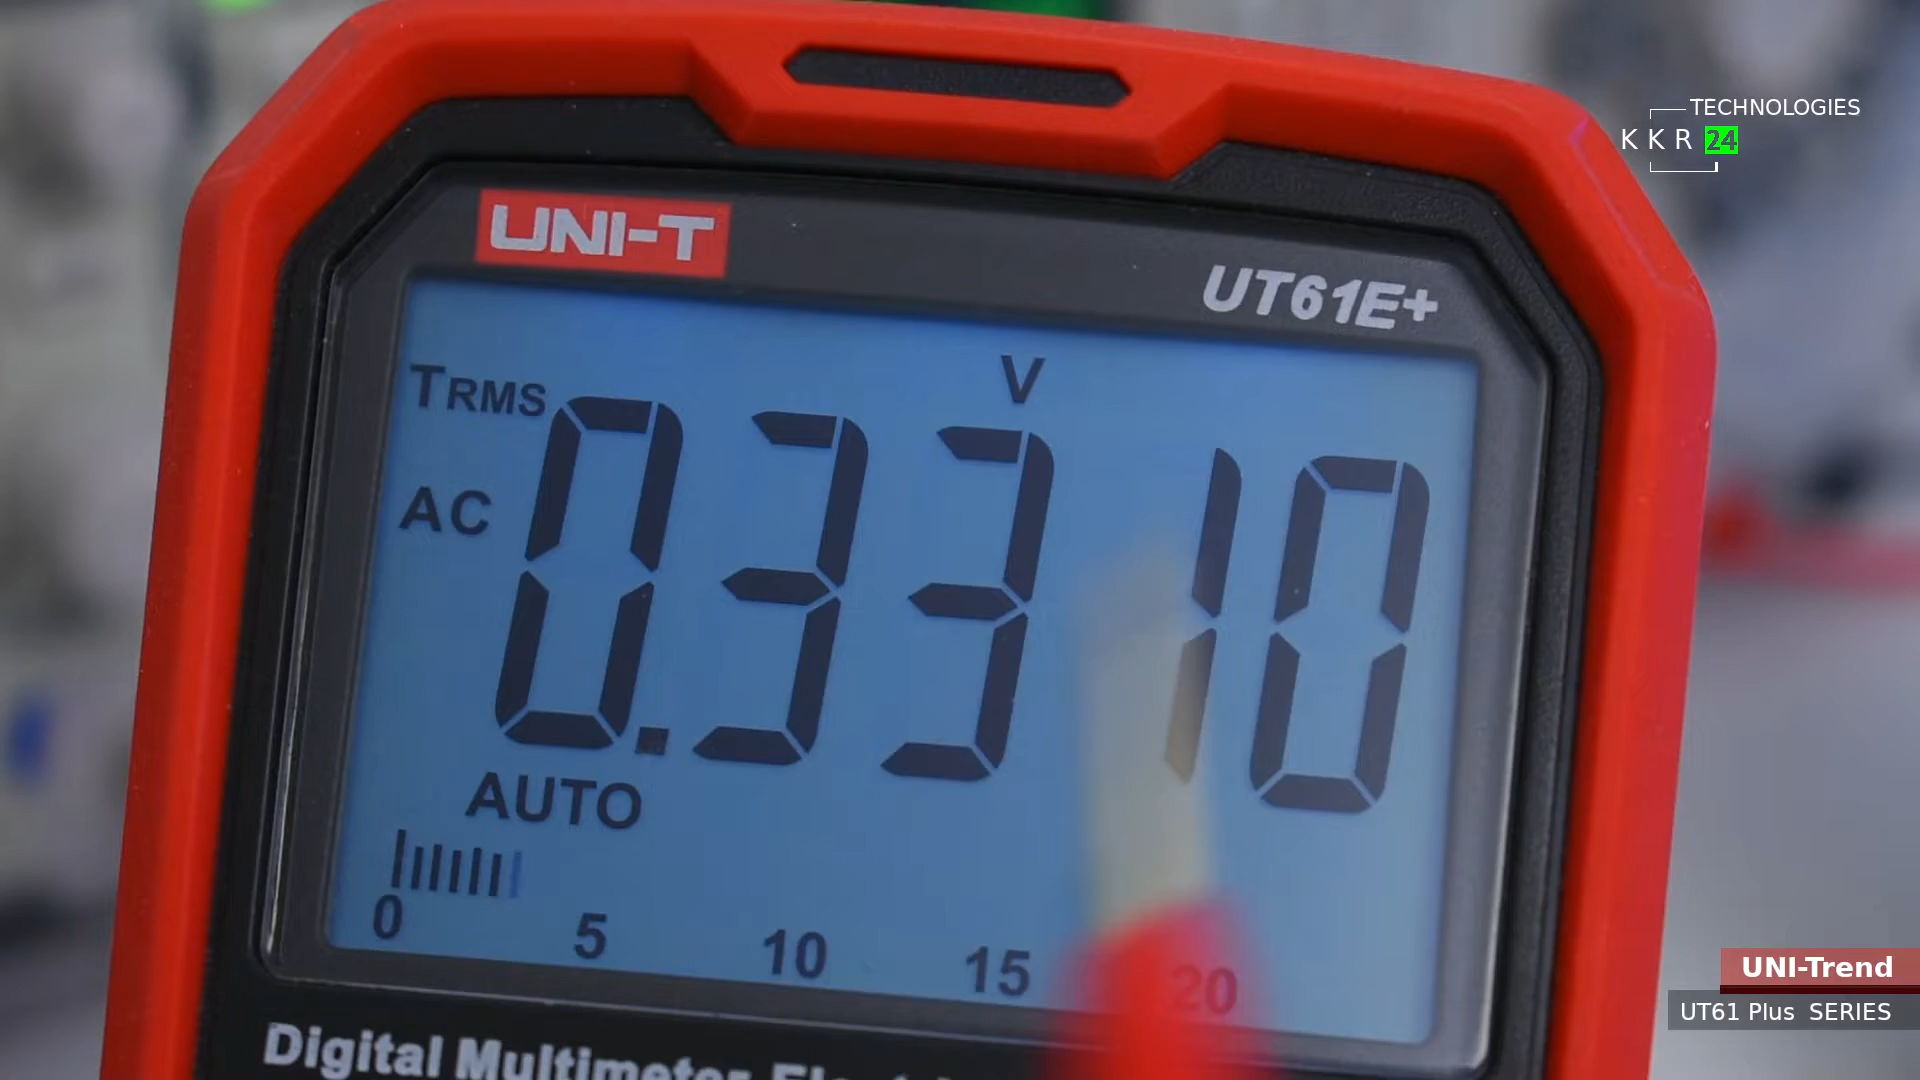 TECHNOLOGIES
KKR 24
UNI-T
UT61E+
V
TRMS
0.3310
AC
AUTO
0 5 10 15 20
UNI-Trend
UT61 Plus SERIES
Digital Multimeter